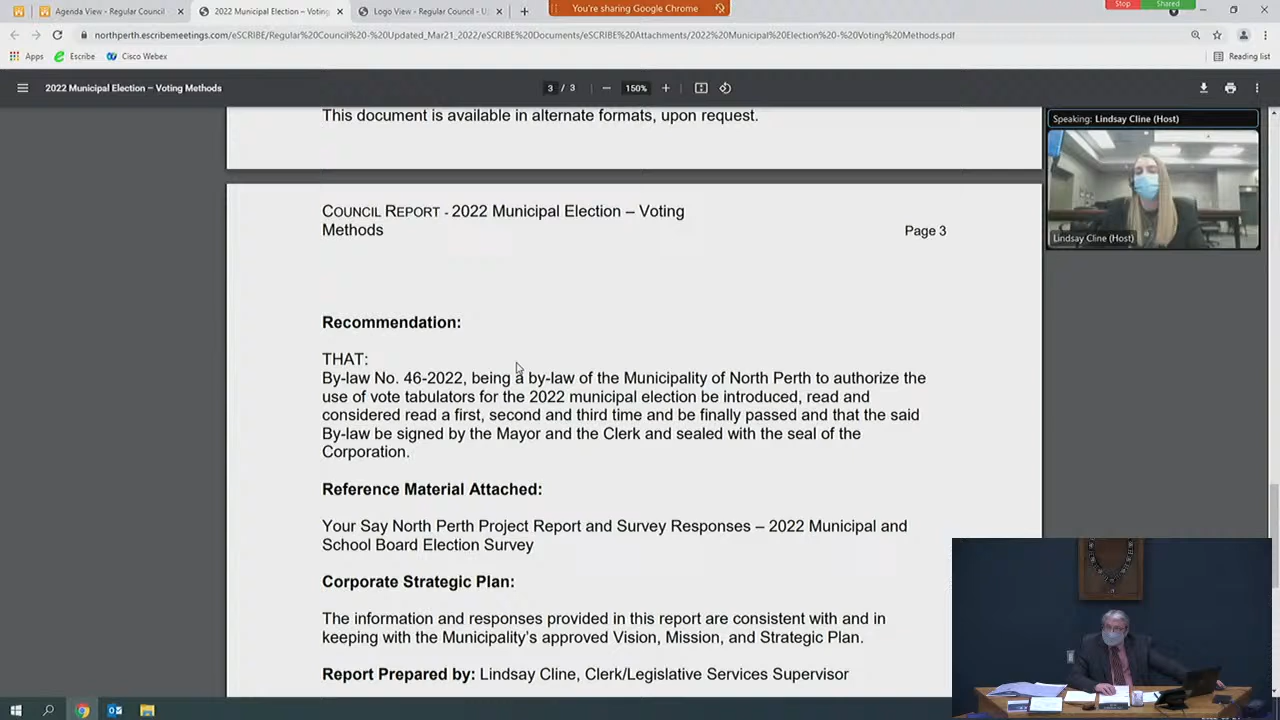 You're sharing Google Chrome
Stop
Shared
Agenda View - Regular Council
2022 Municipal Election – Voting
Logo View - Regular Council - U
northperth.escribemeetings.com/eSCRIBE/Regular%20Council%20-%20Updated_Mar21_2022/eSCRIBE%20Documents/eSCRIBE%20Attachments/2022%20Municipal%20Election%20-%20Voting%20Methods.pdf
Apps
Escribe
Cisco Webex
Reading list
2022 Municipal Election – Voting Methods
3 / 3
150%
This document is available in alternate formats, upon request.
Speaking: Lindsay Cline (Host)
Lindsay Cline (Host)
COUNCIL REPORT - 2022 Municipal Election – Voting
Methods
Page 3
Recommendation:
THAT:
By-law No. 46-2022, being a by-law of the Municipality of North Perth to authorize the
use of vote tabulators for the 2022 municipal election be introduced, read and
considered read a first, second and third time and be finally passed and that the said
By-law be signed by the Mayor and the Clerk and sealed with the seal of the
Corporation.
Reference Material Attached:
Your Say North Perth Project Report and Survey Responses – 2022 Municipal and
School Board Election Survey
Corporate Strategic Plan:
The information and responses provided in this report are consistent with and in
keeping with the Municipality's approved Vision, Mission, and Strategic Plan.
Report Prepared by: Lindsay Cline, Clerk/Legislative Services Supervisor